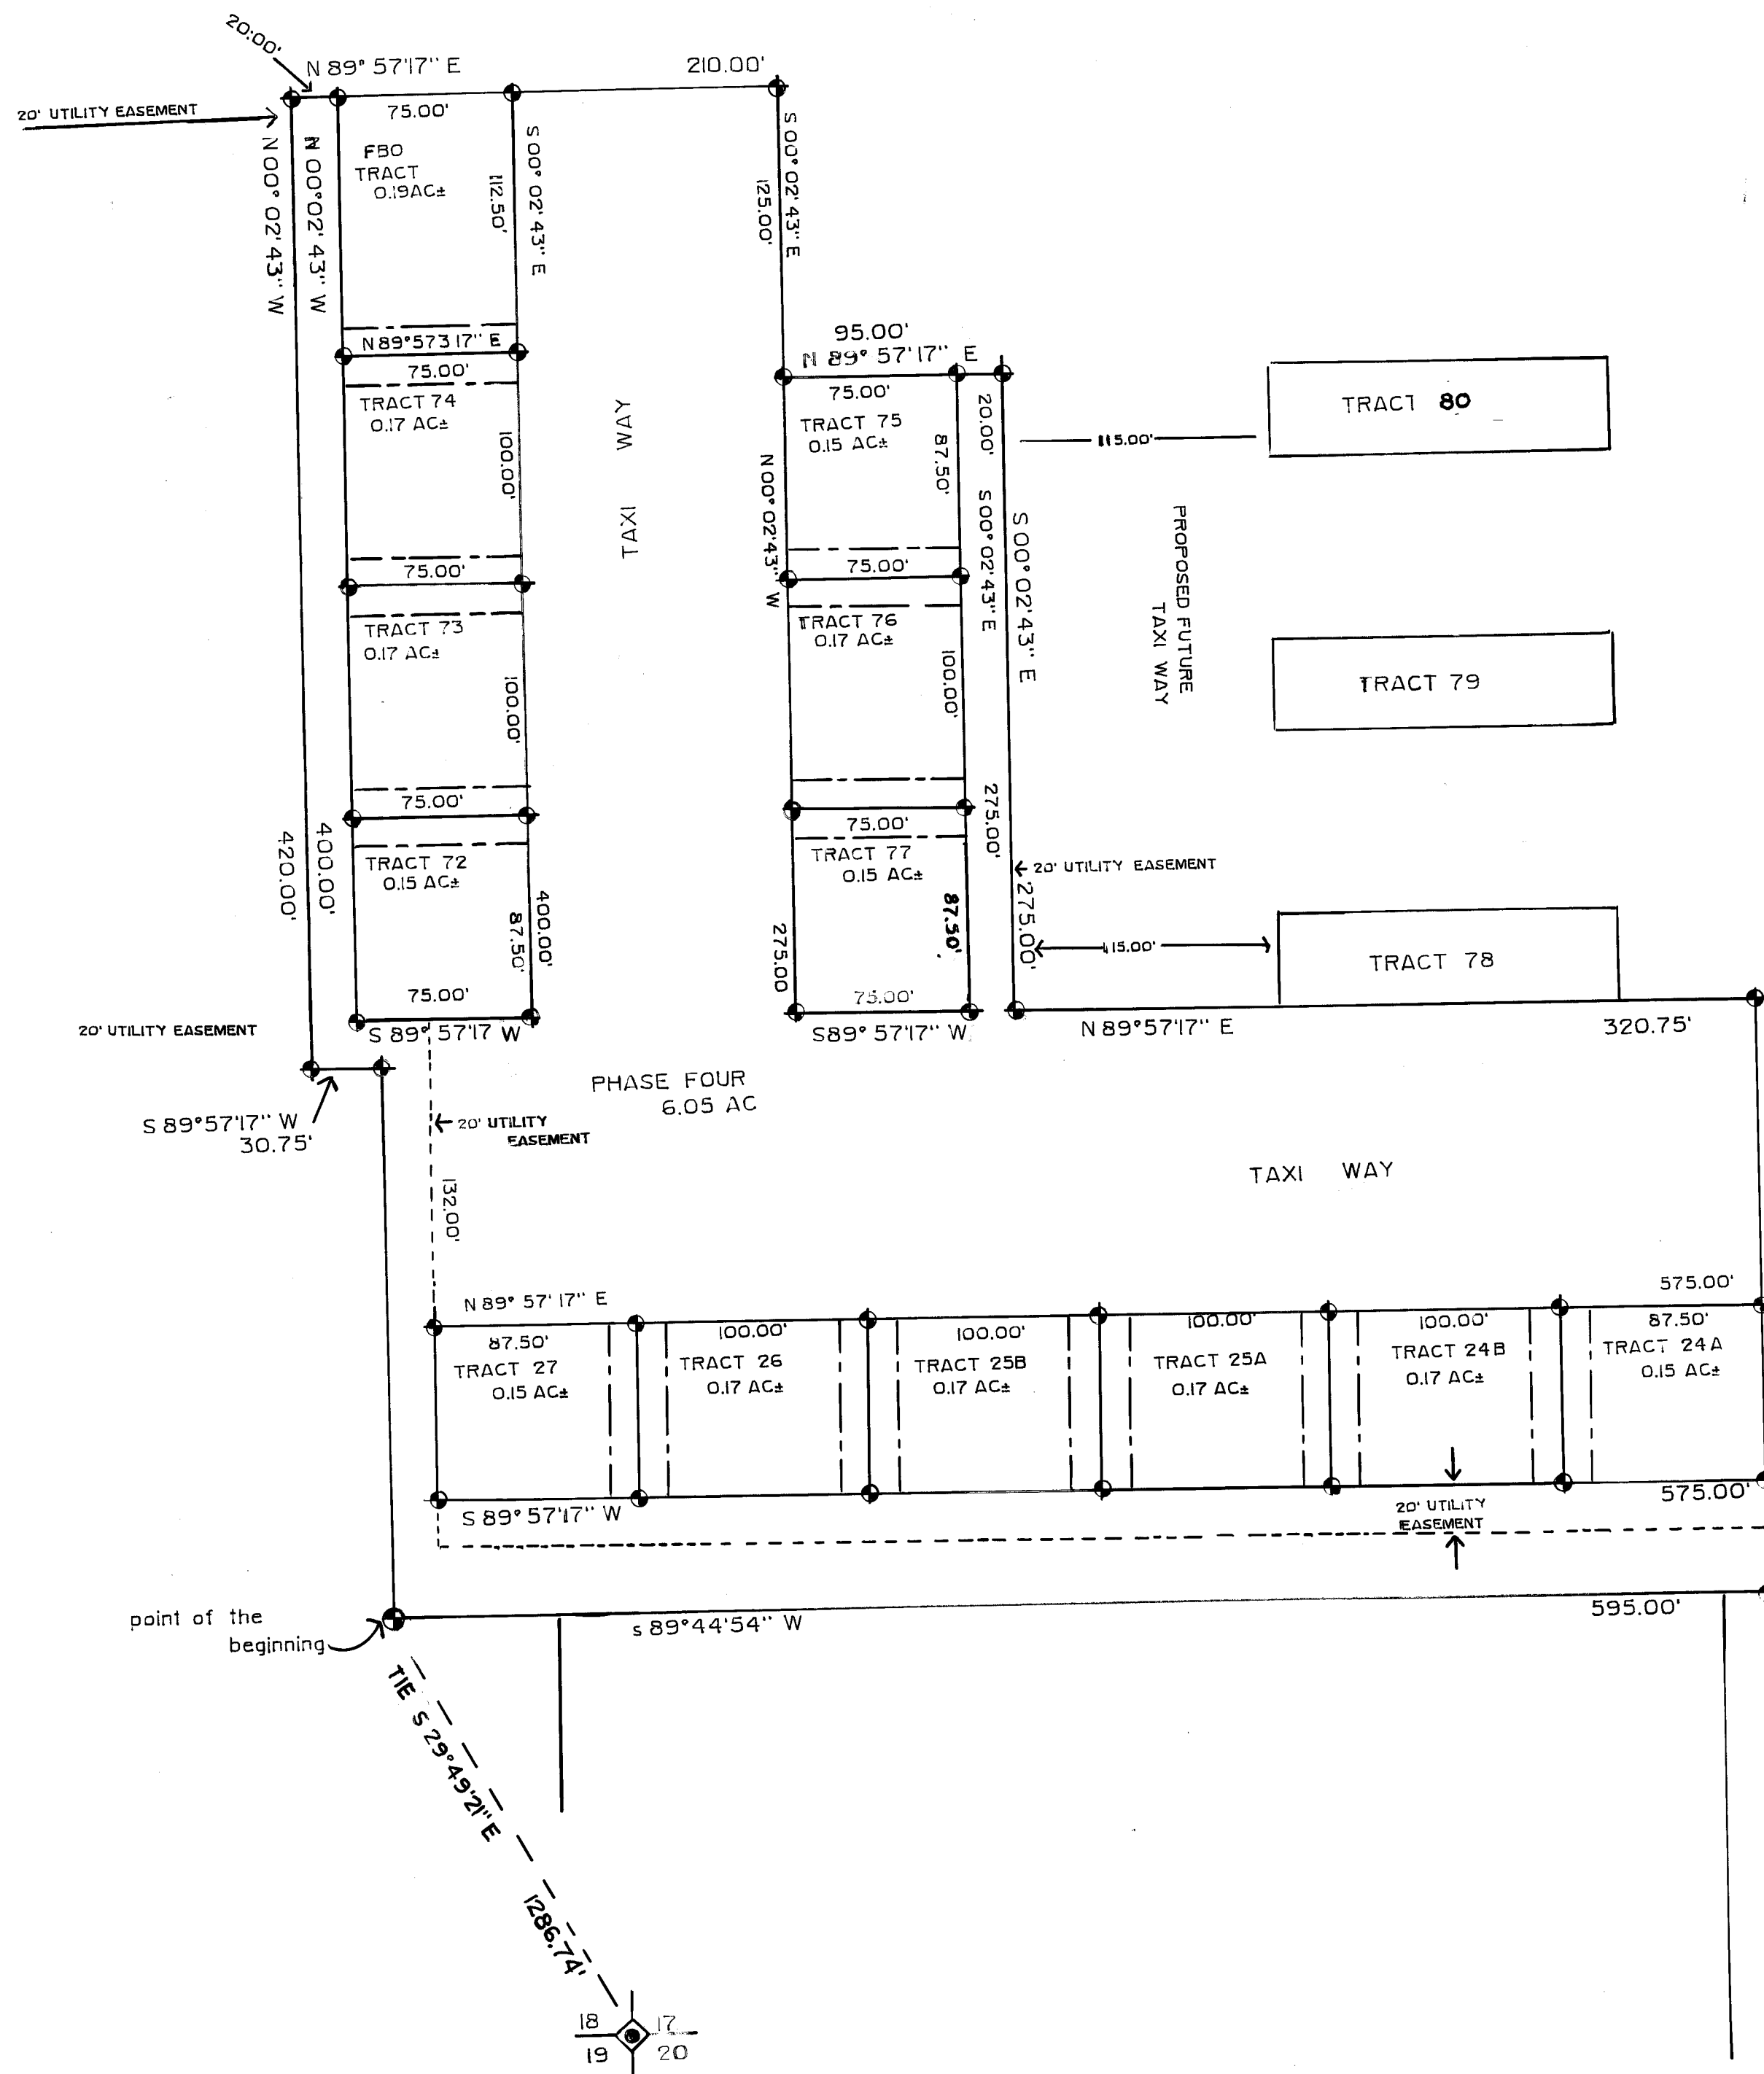 20:00'
N 89° 57'17" E
210.00'
20' UTILITY EASEMENT
75.00'
N 00° 02' 43" W
N 00° 02' 43" W
FBO
TRACT
0.19AC±
112.50'
S 00° 02' 43" E
S 00° 02' 43" E
125.00'
N 89°573 17" E
75.00'
TRACT 74
0.17 AC±
100.00'
TAXI WAY
95.00'
N 89° 57'17" E
75.00'
TRACT 75
0.15 AC±
87.50'
20.00'
N 00° 02'43" W
S 00° 02'43" E
S 00° 02' 43" E
115.00'
TRACT 80
PROPOSED FUTURE
TAXI WAY
75.00'
TRACT 73
0.17 AC±
100.00'
75.00'
TRACT 76
0.17 AC±
100.00'
TRACT 79
75.00'
TRACT 72
0.15 AC±
400.00'
420.00'
87.50'
400.00'
75.00'
S 89° 57'17 W
75.00'
TRACT 77
0.15 AC±
275.00'
87.50'
275.00
75.00'
S89° 57'17" W
20' UTILITY EASEMENT
275.00'
115.00'
TRACT 78
N 89°57'17" E
320.75'
20' UTILITY EASEMENT
S 89°57'17" W
30.75'
PHASE FOUR
6.05 AC
20' UTILITY
EASEMENT
132.00'
TAXI WAY
N 89° 57' 17" E
575.00'
87.50'
TRACT 27
0.15 AC±
100.00'
TRACT 26
0.17 AC±
100.00'
TRACT 25B
0.17 AC±
100.00'
TRACT 25A
0.17 AC±
100.00'
TRACT 24B
0.17 AC±
87.50'
TRACT 24A
0.15 AC±
S 89° 57'17" W
575.00'
20' UTILITY
EASEMENT
point of the
beginning
s 89°44'54" W
595.00'
TIE S 29°49'21" E
1286.74'
18 17
19 20